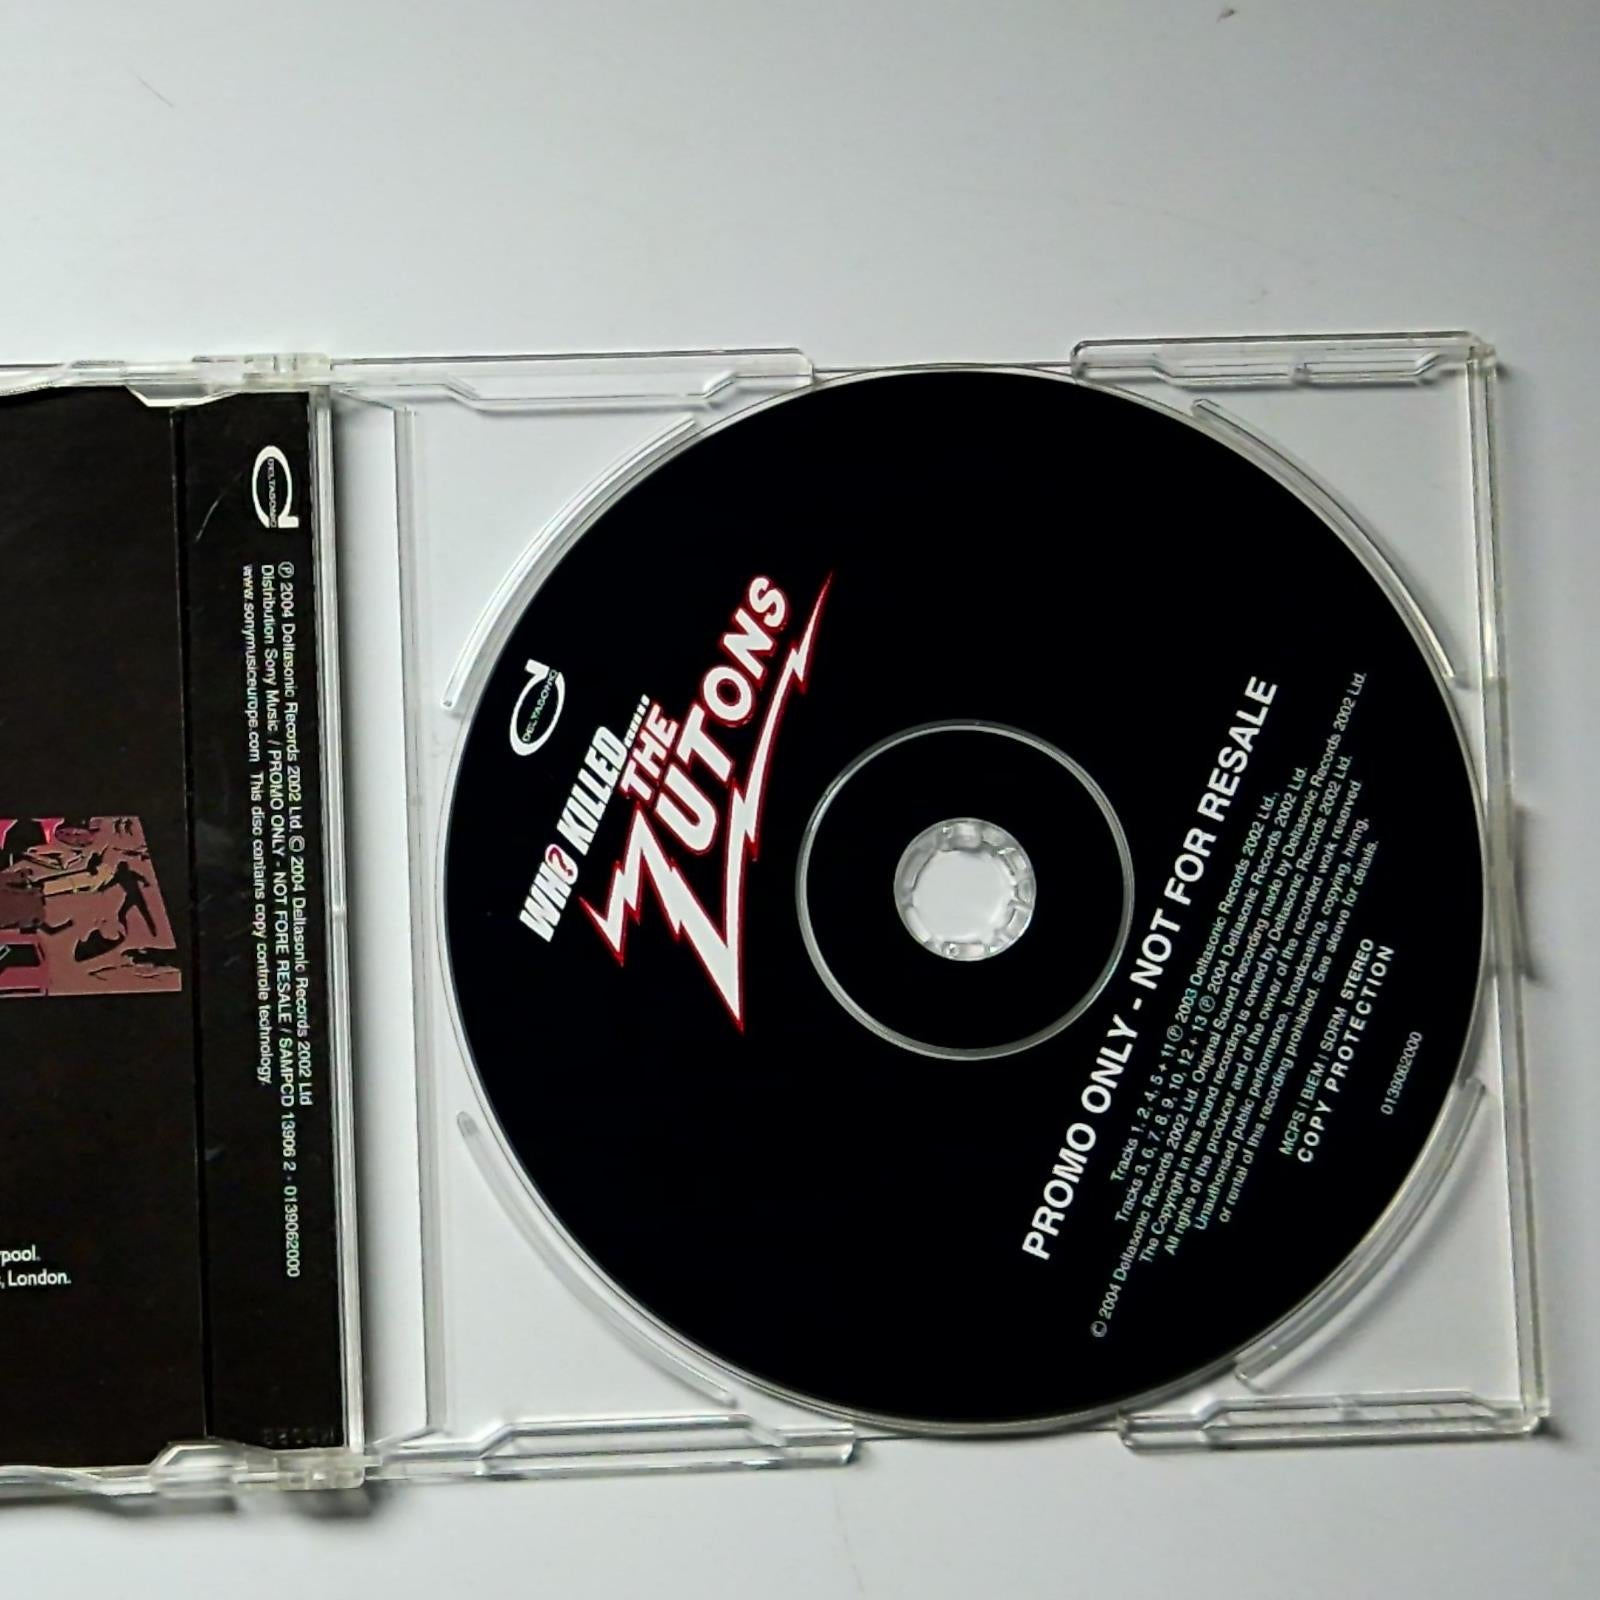 DELTASONIC
℗ 2004 Deltasonic Records 2002 Ltd. © 2004 Deltasonic Records 2002 Ltd
Distribution Sony Music / PROMO ONLY - NOT FORE RESALE / SAMPCD 13906 2 - 0139062000
www.sonymusiceurope.com This disc contains copy controle technology.
pool.
, London.
DELTASONIC
WHO KILLED......
THE
ZUTONS
PROMO ONLY - NOT FOR RESALE
Tracks 1, 2, 4, 5 + 11 ℗ 2003 Deltasonic Records 2002 Ltd.,
Tracks 3, 6, 7, 8, 9, 10, 12 + 13 ℗ 2004 Deltasonic Records 2002 Ltd.
© 2004 Deltasonic Records 2002 Ltd. Original Sound Recording made by Deltasonic Records 2002 Ltd.
The Copyright in this sound recording is owned by Deltasonic Records 2002 Ltd.
All rights of the producer and of the owner of the recorded work reserved.
Unauthorised public performance, broadcasting, copying, hiring,
or rental of this recording prohibited. See sleeve for details.
MCPS | BIEM | SDRM STEREO
COPY PROTECTION
0139062000